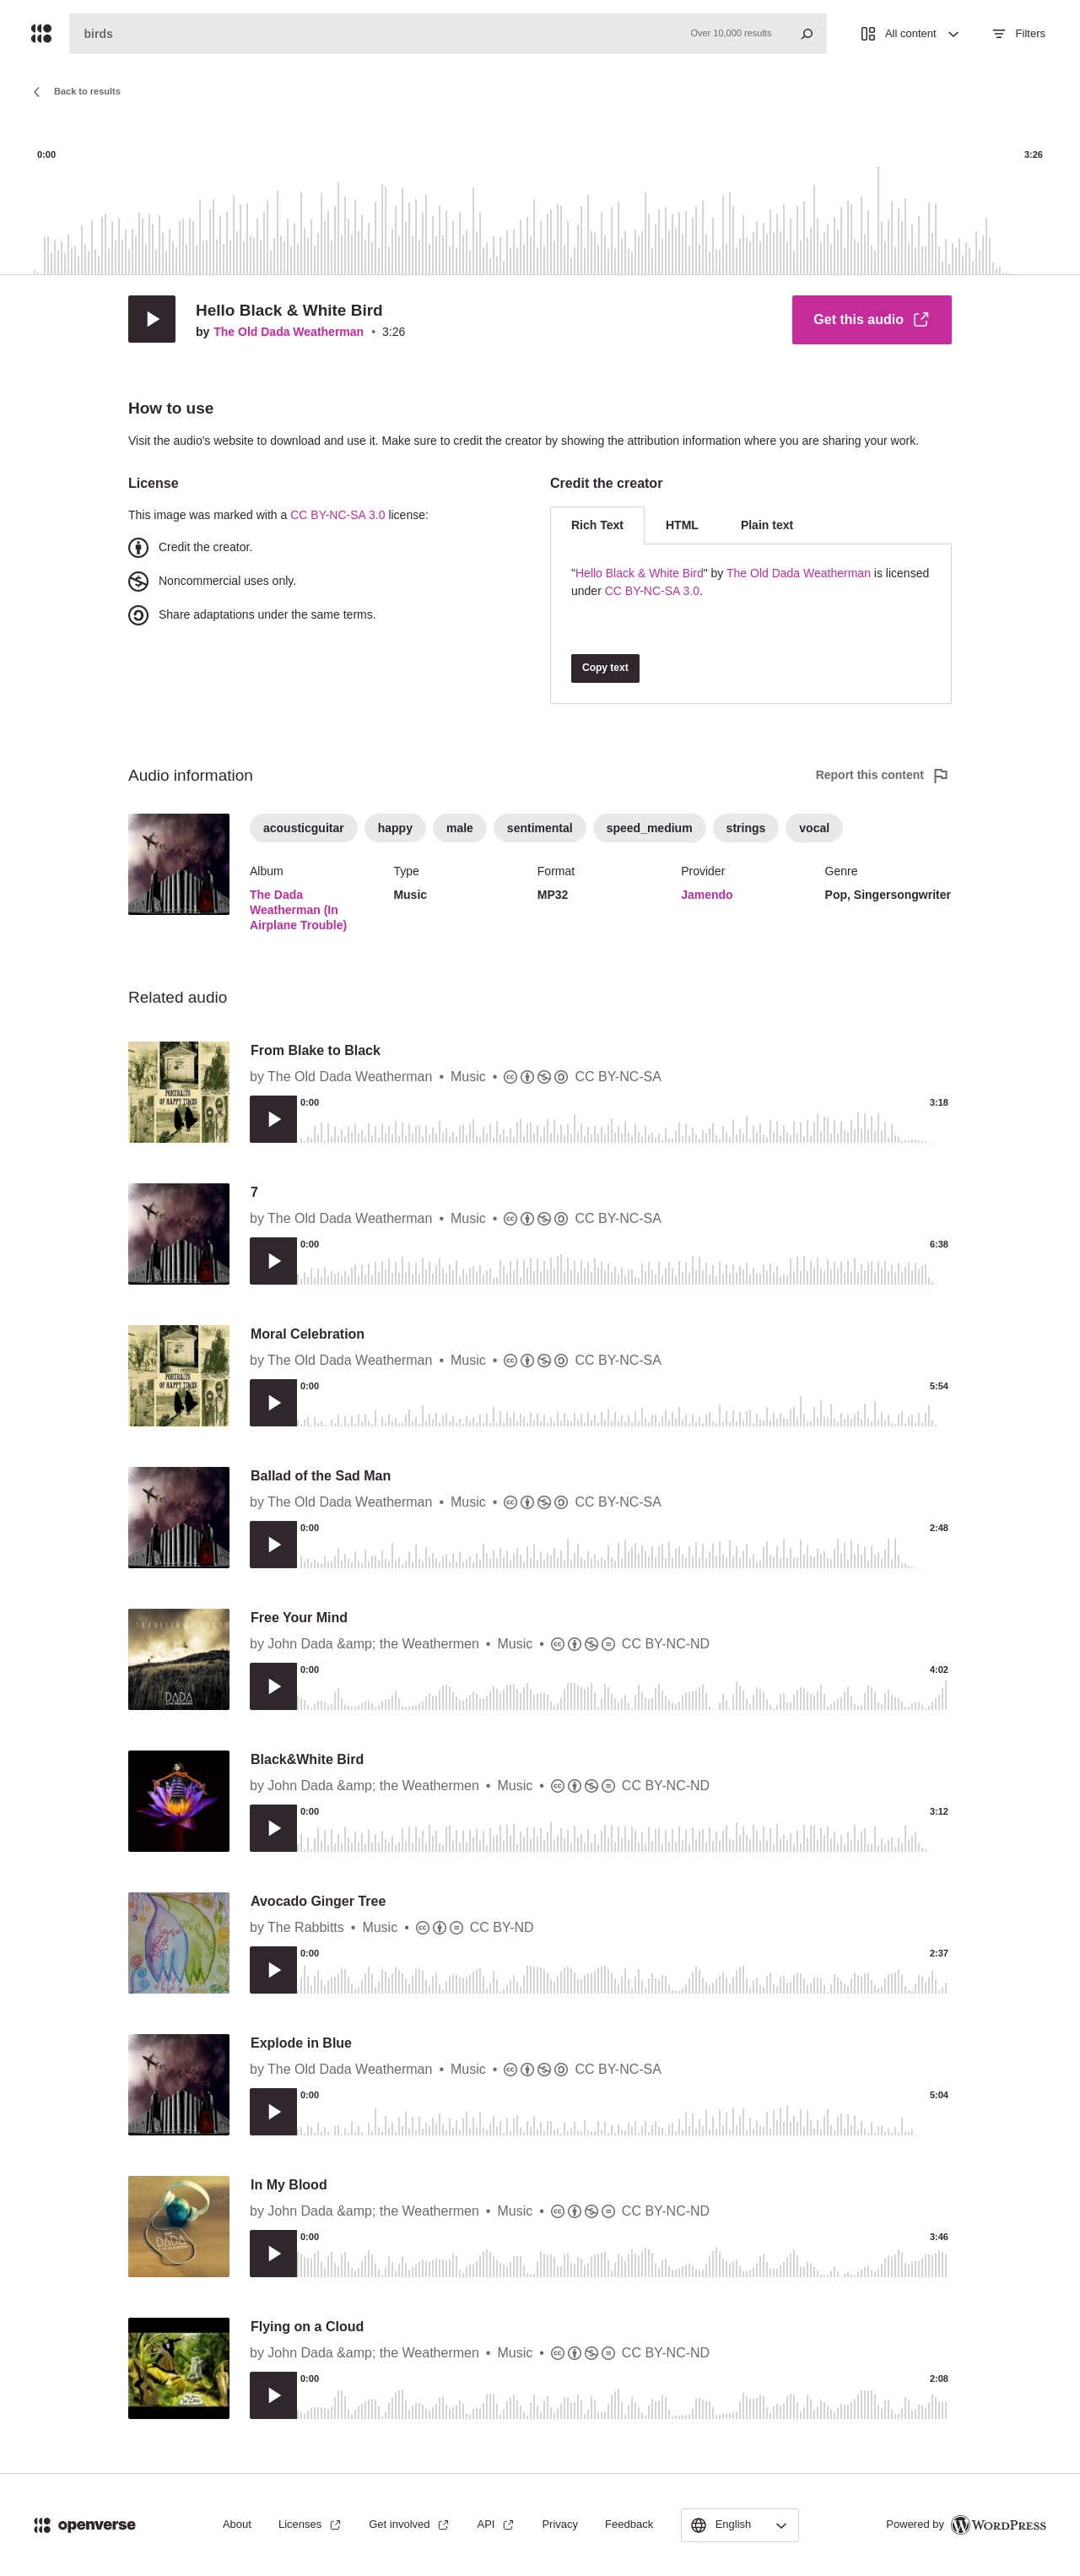 birds
Over 10,000 results
All content
Filters
Back to results
0:00
3:26
Hello Black & White Bird
by The Old Dada Weatherman • 3:26
Get this audio
How to use
Visit the audio's website to download and use it. Make sure to credit the creator by showing the attribution information where you are sharing your work.
License
This image was marked with a CC BY-NC-SA 3.0 license:
Credit the creator.
Noncommercial uses only.
Share adaptations under the same terms.
Credit the creator
Rich Text
HTML
Plain text
"Hello Black & White Bird" by The Old Dada Weatherman is licensed
under CC BY-NC-SA 3.0.
Copy text
Audio information
Report this content
acousticguitar
happy
male
sentimental
speed_medium
strings
vocal
Album
Type
Format
Provider
Genre
The Dada
Weatherman (In
Airplane Trouble)
Music
MP32
Jamendo
Pop, Singersongwriter
Related audio
PORTRAITS
OF HAPPY TIMES
From Blake to Black
by The Old Dada Weatherman • Music • CC BY-NC-SA
0:00
3:18
7
by The Old Dada Weatherman • Music • CC BY-NC-SA
0:00
6:38
PORTRAITS
OF HAPPY TIMES
Moral Celebration
by The Old Dada Weatherman • Music • CC BY-NC-SA
0:00
5:54
Ballad of the Sad Man
by The Old Dada Weatherman • Music • CC BY-NC-SA
0:00
2:48
DADA
Free Your Mind
by John Dada &amp; the Weathermen • Music • CC BY-NC-ND
0:00
4:02
Black&White Bird
by John Dada &amp; the Weathermen • Music • CC BY-NC-ND
0:00
3:12
Avocado Ginger Tree
by The Rabbitts • Music • CC BY-ND
0:00
2:37
Explode in Blue
by The Old Dada Weatherman • Music • CC BY-NC-SA
0:00
5:04
DADA
In My Blood
by John Dada &amp; the Weathermen • Music • CC BY-NC-ND
0:00
3:46
Flying on a Cloud
by John Dada &amp; the Weathermen • Music • CC BY-NC-ND
0:00
2:08
openverse
About
Licenses
Get involved
API
Privacy
Feedback
English
Powered by WORDPRESS